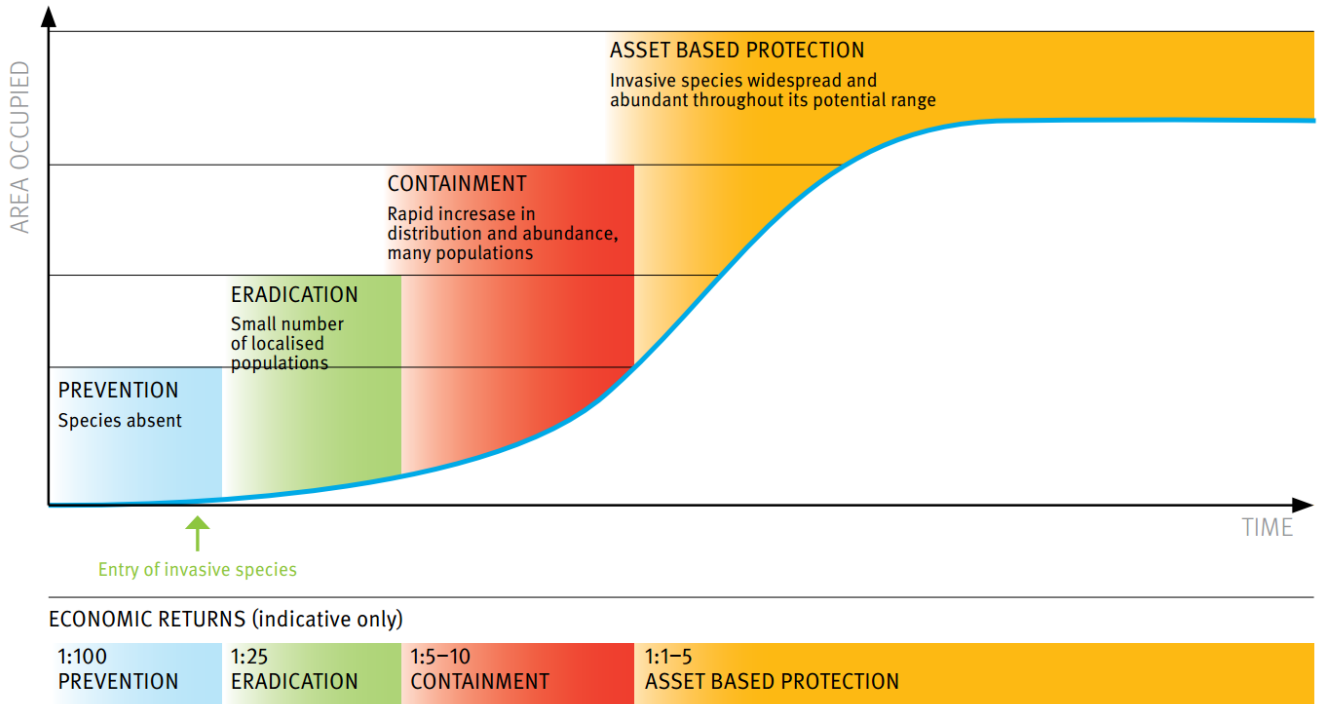 AREA OCCUPIED
ASSET BASED PROTECTION
Invasive species widespread and
abundant throughout its potential range
CONTAINMENT
Rapid incresase in
distribution and abundance,
many populations
ERADICATION
Small number
of localised
populations
PREVENTION
Species absent
TIME
Entry of invasive species
ECONOMIC RETURNS (indicative only)
1:100
PREVENTION
1:25
ERADICATION
1:5–10
CONTAINMENT
1:1–5
ASSET BASED PROTECTION